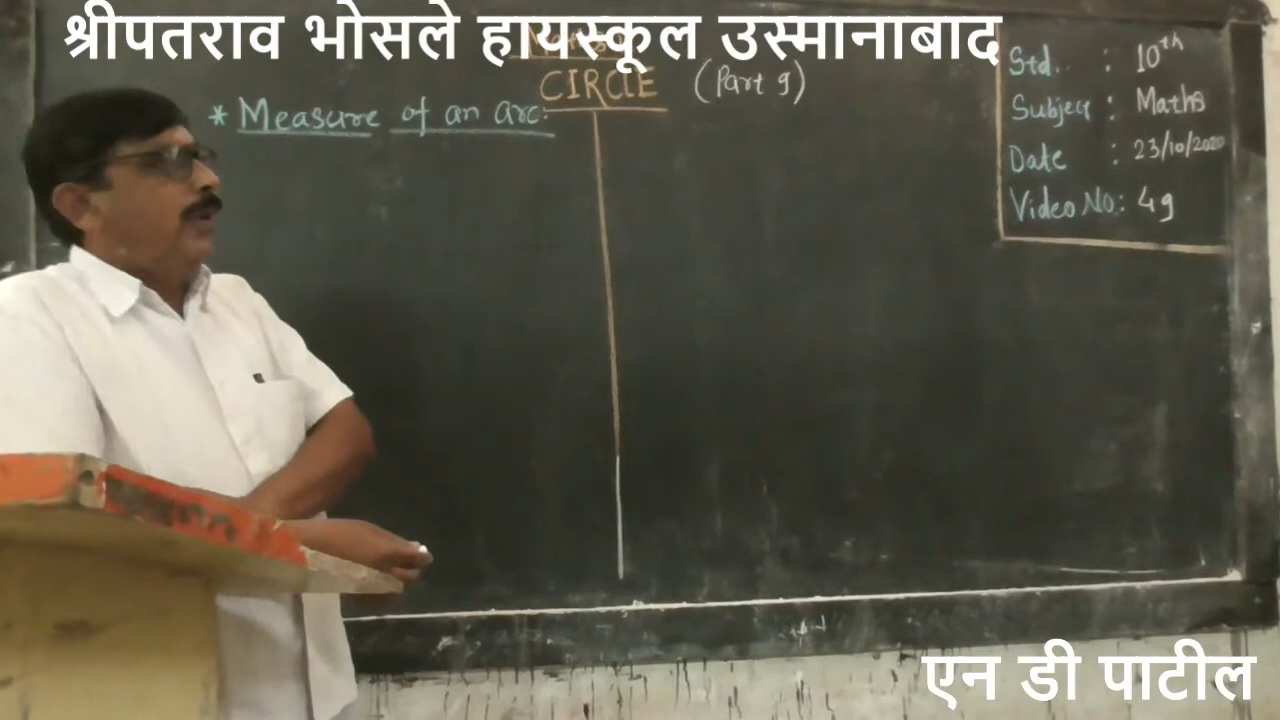 श्रीपतराव भोसले हायस्कूल उस्मानाबाद
CIRCLE (Part 9)
* Measure of an arc:
Std. : 10th
Subject : Maths
Date : 23/10/2020
Video No: 49
एन डी पाटील